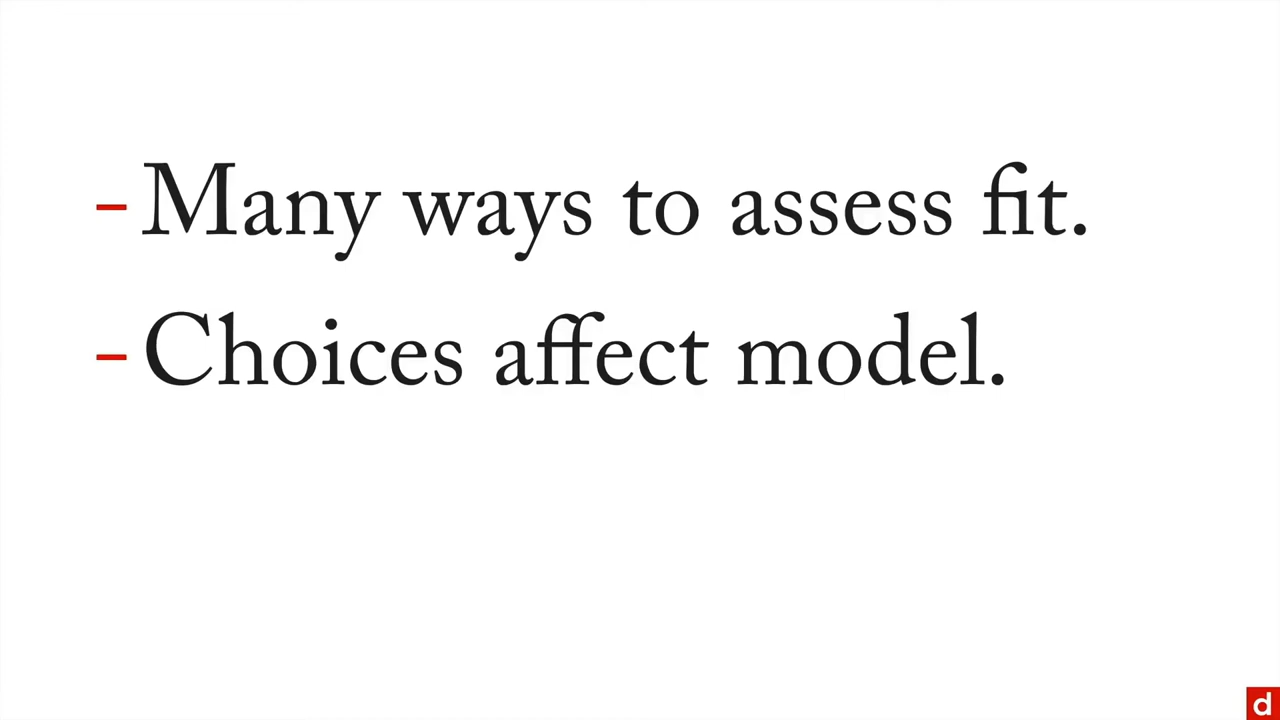 - Many ways to assess fit.
- Choices affect model.
d